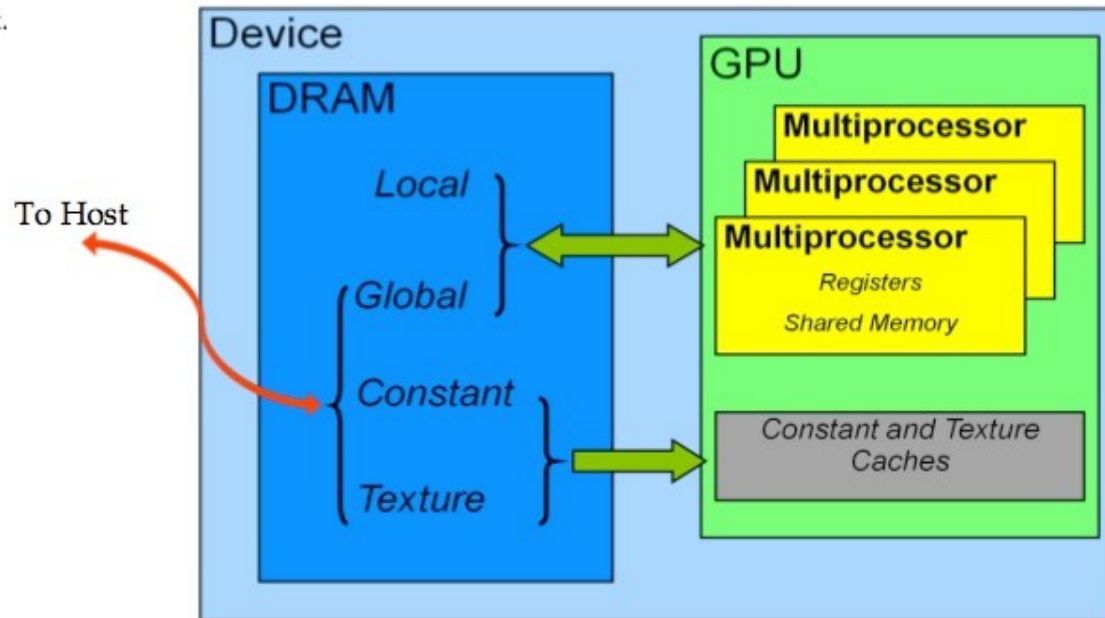 Device
DRAM
Local
Global
Constant
Texture
To Host
GPU
Multiprocessor
Multiprocessor
Multiprocessor
Registers
Shared Memory
Constant and Texture
Caches